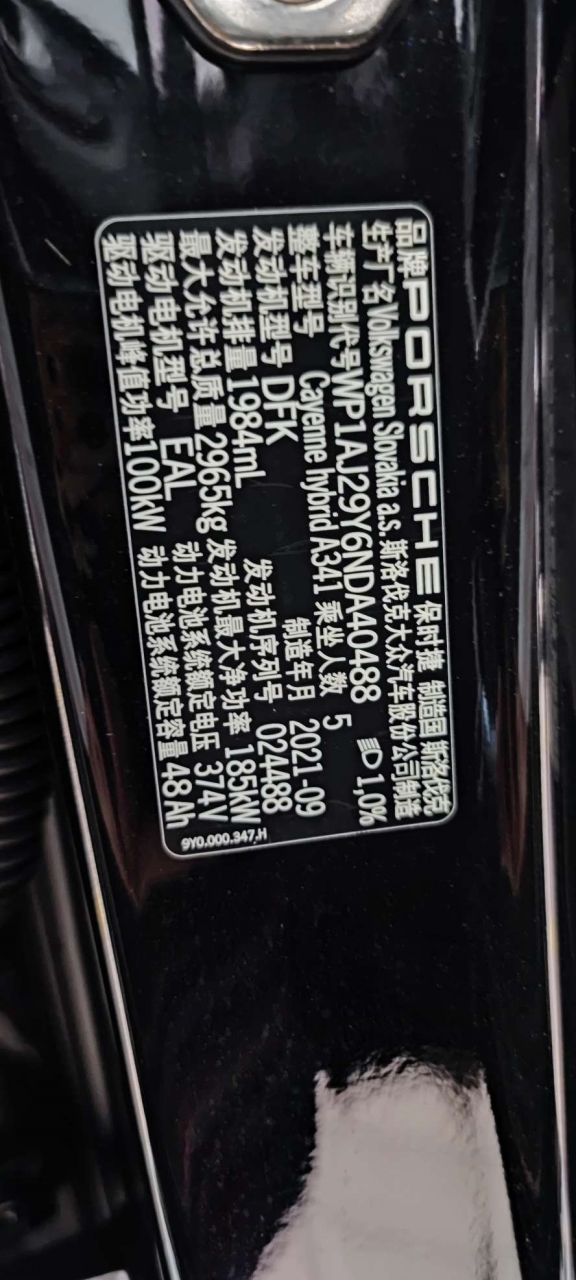 品牌 PORSCHE 保时捷 制造国 斯洛伐克
生产厂名 Volkswagen Slovakia a.s. 斯洛伐克大众汽车股份公司制造
车辆识别代号 WP1AJ29Y6NDA40488 1,0%
整车型号 Cayenne hybrid A341 乘坐人数 5
发动机型号 DFK 制造年月 2021-09
发动机排量 1984mL 发动机序列号 024488
最大允许总质量 2965kg 发动机最大净功率 185kW
驱动电机型号 EAL 动力电池系统额定电压 374V
驱动电机峰值功率 100kW 动力电池系统额定容量 48Ah
9Y0.000.347.H